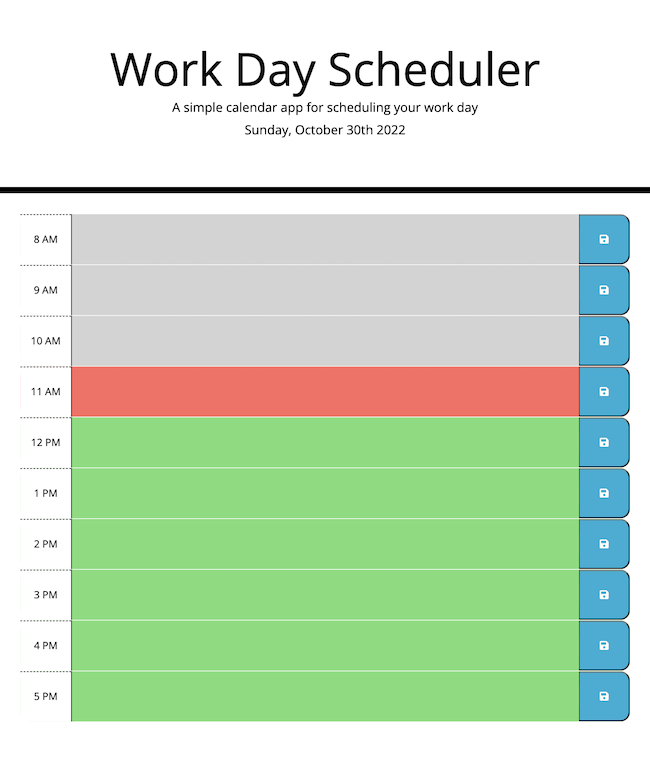 Work Day Scheduler
A simple calendar app for scheduling your work day
Sunday, October 30th 2022
8 AM
9 AM
10 AM
11 AM
12 PM
1 PM
2 PM
3 PM
4 PM
5 PM